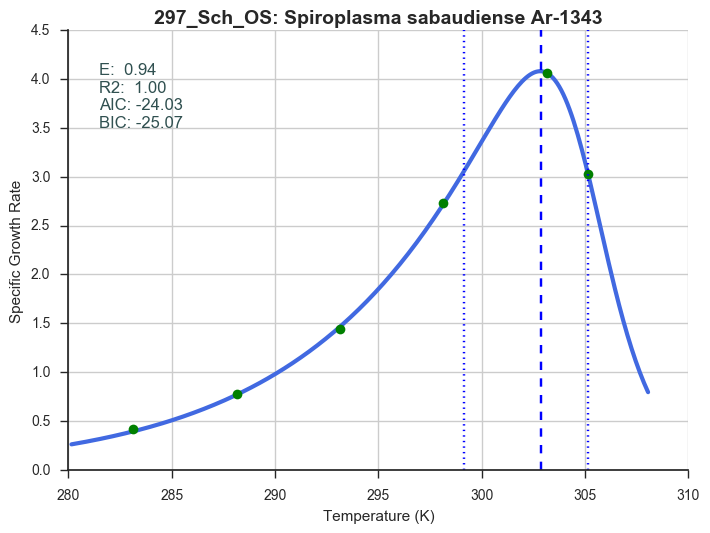 297_Sch_OS: Spiroplasma sabaudiense Ar-1343
E:  0.94
R2:  1.00
AIC: -24.03
BIC: -25.07
Specific Growth Rate
4.5
4.0
3.5
3.0
2.5
2.0
1.5
1.0
0.5
0.0
280 285 290 295 300 305 310
Temperature (K)